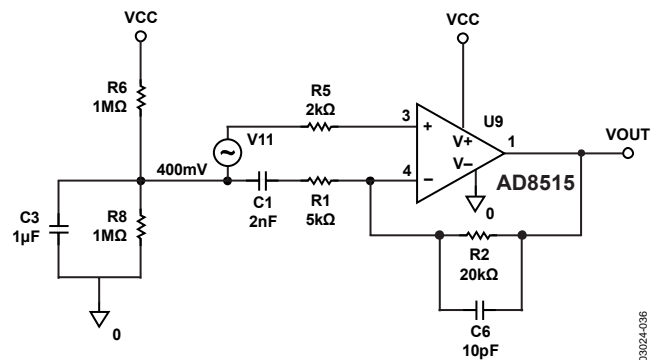 VCC
VCC
R6
1MΩ
R5
2kΩ
V11
3
+
U9
V+
1
VOUT
400mV
4
−
V−
AD8515
C1
2nF
R1
5kΩ
0
C3
1µF
R8
1MΩ
R2
20kΩ
C6
10pF
0
03024-036